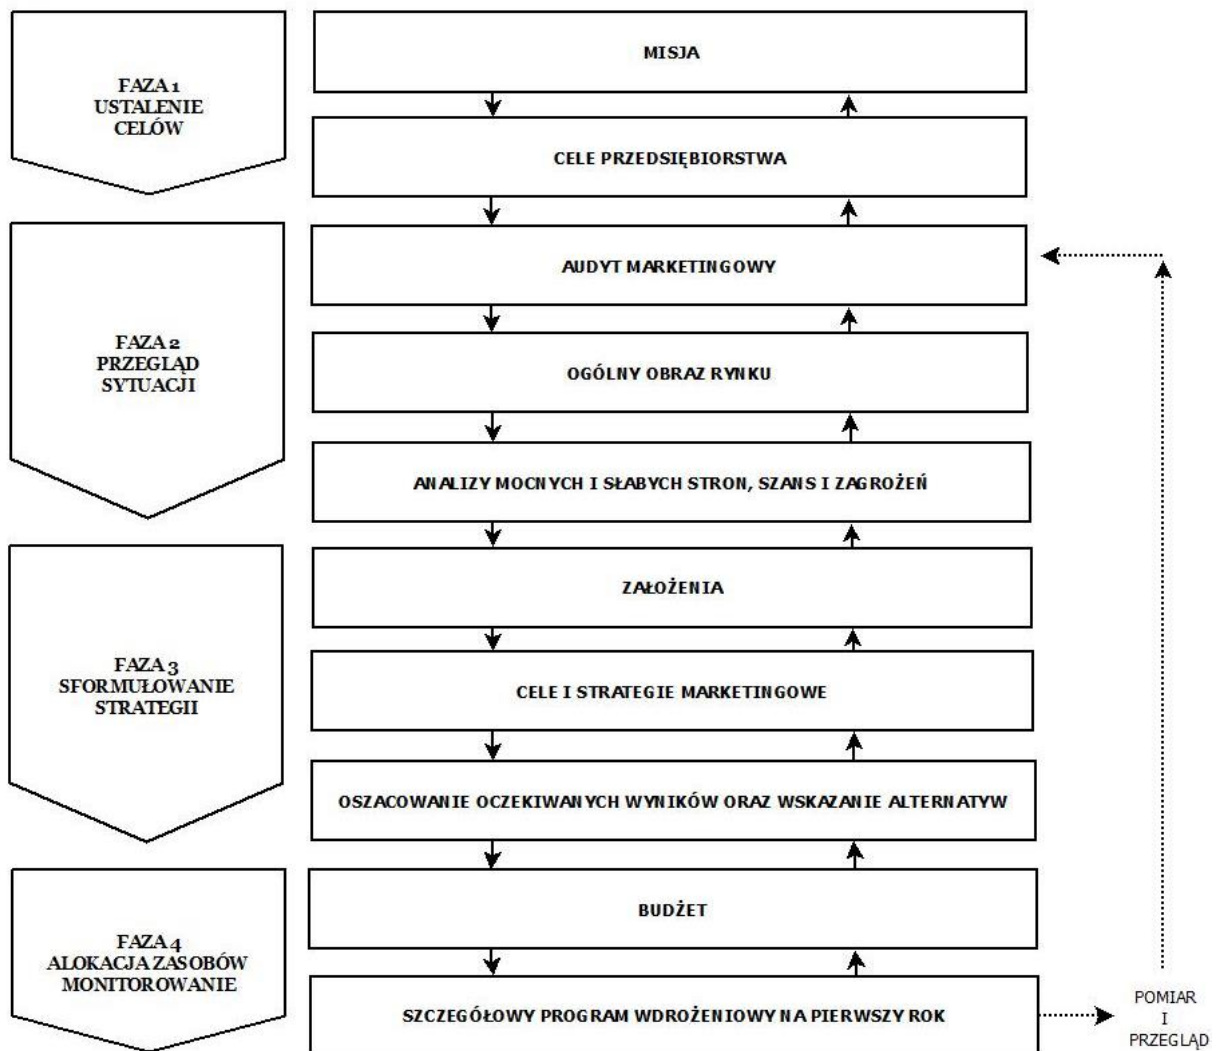 FAZA 1
USTALENIE
CELÓW
MISJA
CELE PRZEDSIĘBIORSTWA
FAZA 2
PRZEGLĄD
SYTUACJI
AUDYT MARKETINGOWY
OGÓLNY OBRAZ RYNKU
ANALIZY MOCNYCH I SŁABYCH STRON, SZANS I ZAGROŻEŃ
FAZA 3
SFORMUŁOWANIE
STRATEGII
ZAŁOŻENIA
CELE I STRATEGIE MARKETINGOWE
OSZACOWANIE OCZEKIWANYCH WYNIKÓW ORAZ WSKAZANIE ALTERNATYW
FAZA 4
ALOKACJA ZASOBÓW
MONITOROWANIE
BUDŻET
SZCZEGÓŁOWY PROGRAM WDROŻENIOWY NA PIERWSZY ROK
POMIAR
I
PRZEGLĄD